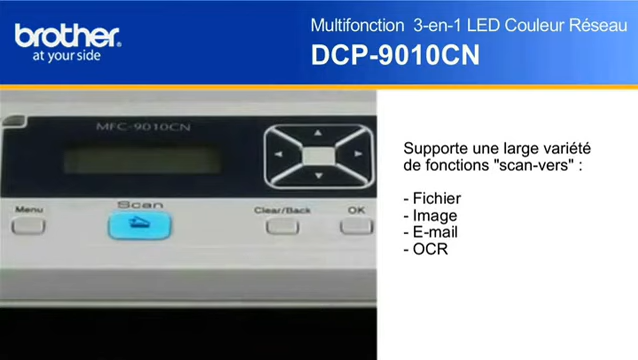 brother
at your side
Multifonction 3-en-1 LED Couleur Réseau
DCP-9010CN
MFC-9010CN
Menu
Scan
Clear/Back
OK
Supporte une large variété
de fonctions "scan-vers" :
- Fichier
- Image
- E-mail
- OCR